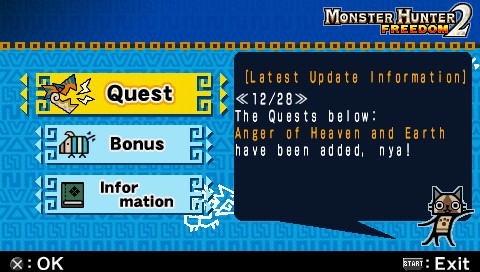 MONSTER HUNTER
FREEDOM 2
Quest
Bonus
Infor
mation
[Latest Update Information]
≪12/28≫
The Quests below:
Anger of Heaven and Earth
have been added, nya!
X: OK
START: Exit